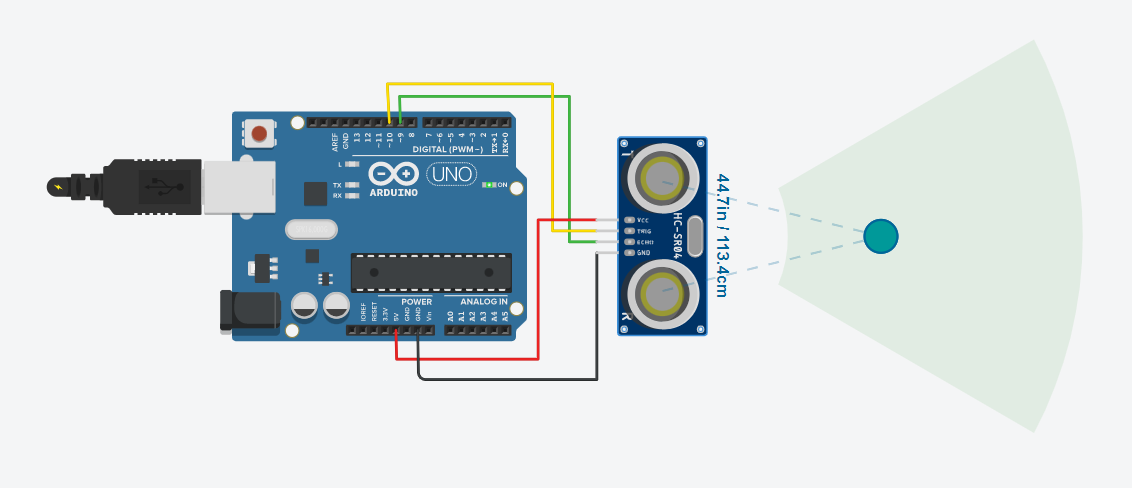 AREF
GND
13
12
~11
~10
~9
8
7
~6
~5
4
~3
2
TX→1
RX←0
DIGITAL (PWM~)
L
TX
RX
ARDUINO
UNO
ON
IOREF
RESET
3.3V
5V
GND
GND
Vin
POWER
ANALOG IN
A0
A1
A2
A3
A4
A5
T
VCC
TRIG
ECHO
GND
HC-SR04
R
44.7in / 113.4cm